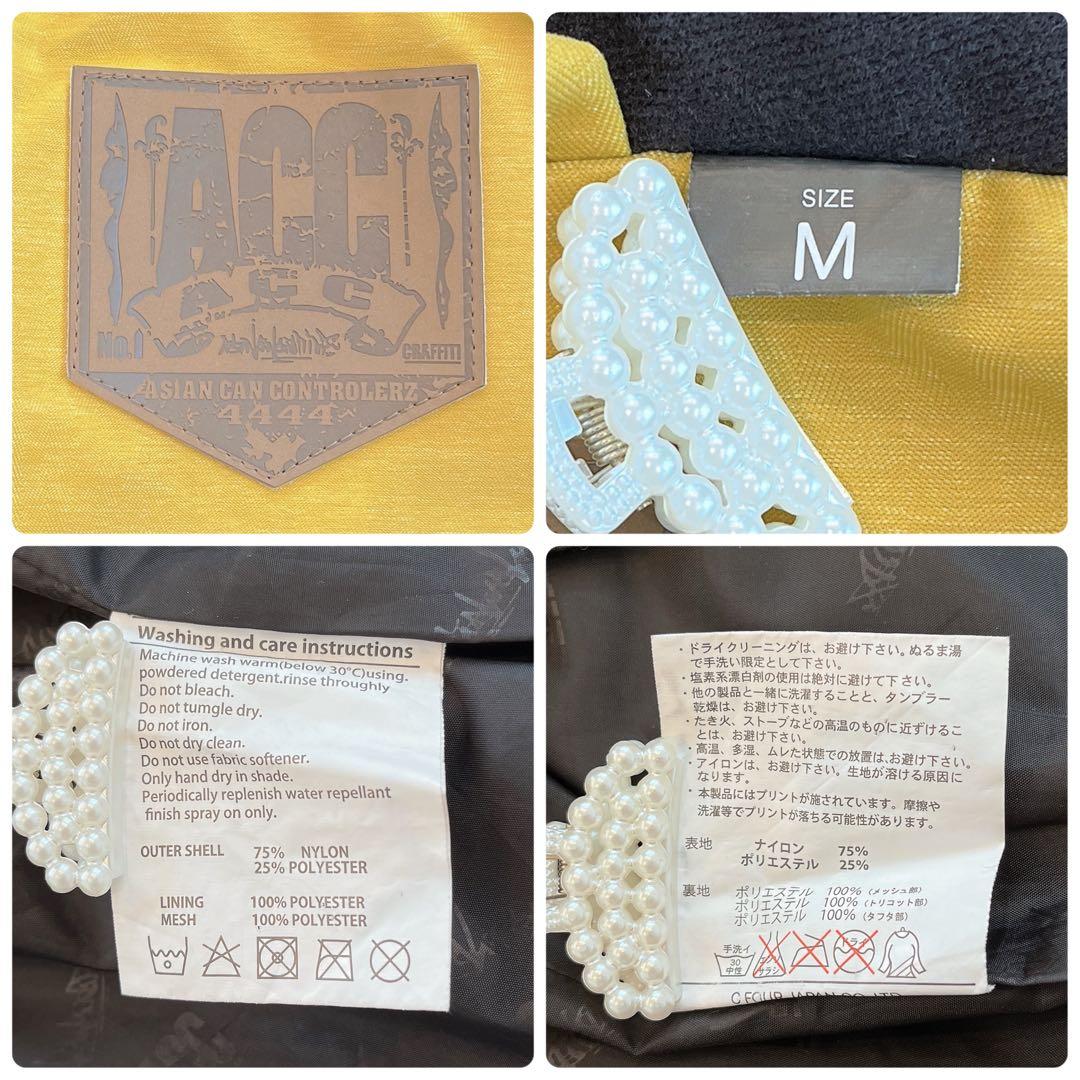 ACC
ACC
No.1
GRAFFITI
ASIAN CAN CONTROLERZ
4444
SIZE
M
Washing and care instructions
Machine wash warm(below 30°C)using.
powdered detergent.rinse throughly
Do not bleach.
Do not tumgle dry.
Do not iron.
Do not dry clean.
Do not use fabric softener.
Only hand dry in shade.
Periodically replenish water repellant
finish spray on only.
OUTER SHELL 75% NYLON
25% POLYESTER
LINING 100% POLYESTER
MESH 100% POLYESTER
・ドライクリーニングは、お避け下さい。ぬるま湯
で手洗い限定として下さい。
・塩素系漂白剤の使用は絶対に避けて下さい。
・他の製品と一緒に洗濯することと、タンブラー
乾燥は、お避け下さい。
・たき火、ストーブなどの高温のものに近ずけるこ
とは、お避け下さい。
・高温、多湿、ムレた状態での放置は、お避け下さい。
・アイロンは、お避け下さい。生地が溶ける原因に
なります。
・本製品にはプリントが施されています。摩擦や
洗濯等でプリントが落ちる可能性があります。
表地 ナイロン 75%
ポリエステル 25%
裏地 ポリエステル 100% (メッシュ部)
ポリエステル 100% (トリコット部)
ポリエステル 100% (タフタ部)
手洗イ
30
中性
エンソ
サラシ
ドライ
C FOUR JAPAN CO.,LTD.